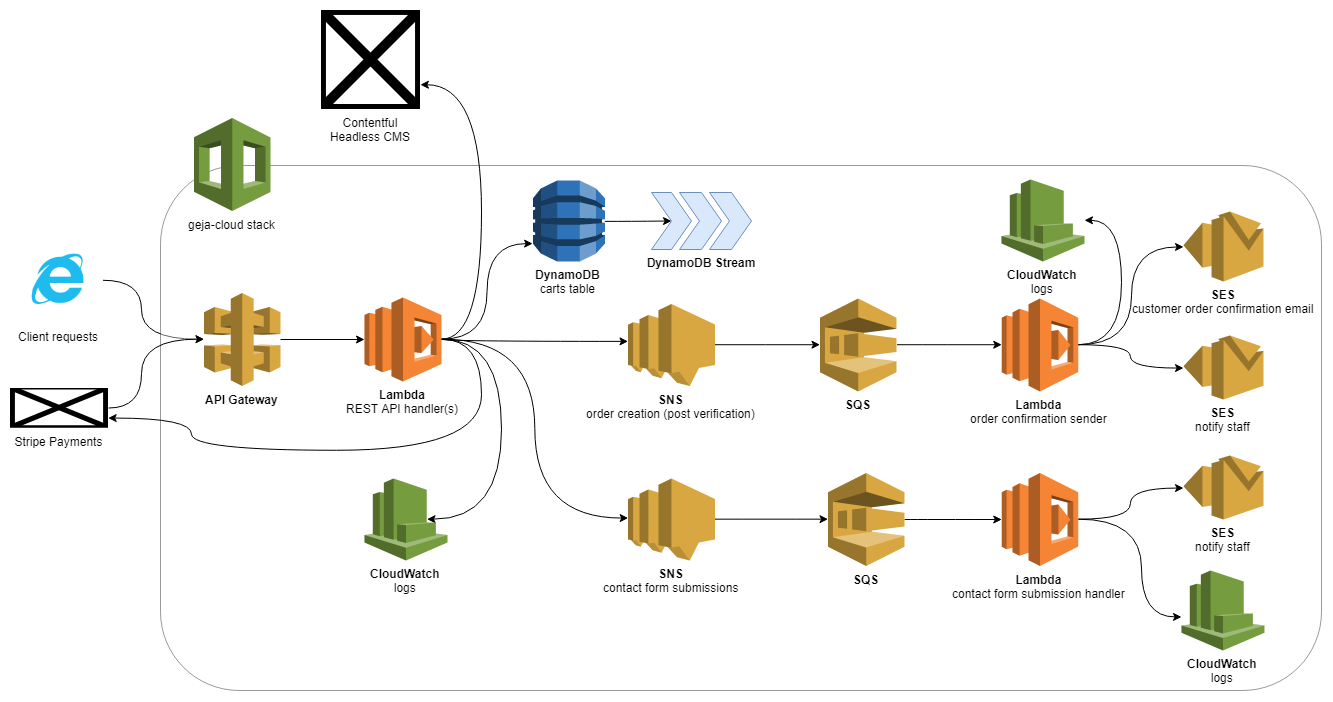 Contentful
Headless CMS
geja-cloud stack
DynamoDB
carts table
DynamoDB Stream
CloudWatch
logs
SES
customer order confirmation email
Client requests
API Gateway
Lambda
REST API handler(s)
SNS
order creation (post verification)
SQS
Lambda
order confirmation sender
SES
notify staff
Stripe Payments
CloudWatch
logs
SNS
contact form submissions
SQS
Lambda
contact form submission handler
SES
notify staff
CloudWatch
logs